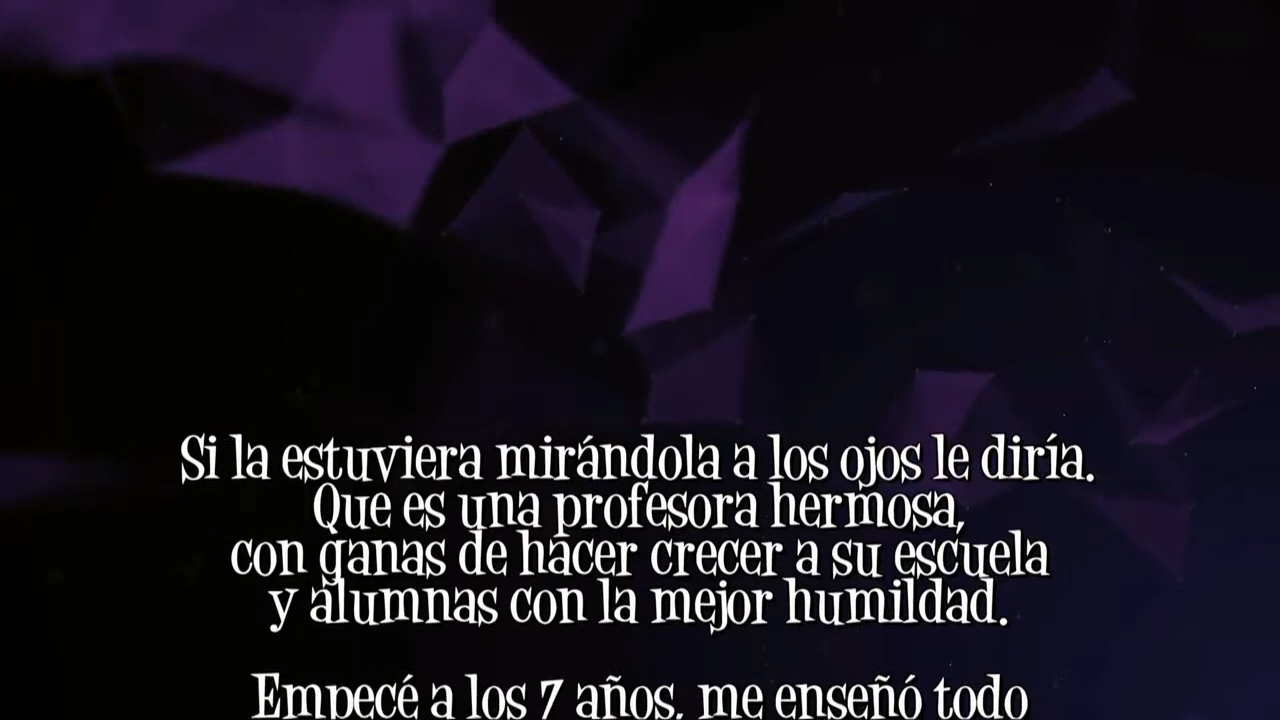 Si la estuviera mirándola a los ojos le diría.
Que es una profesora hermosa,
con ganas de hacer crecer a su escuela
y alumnas con la mejor humildad.
Empecé a los 7 años, me enseñó todo